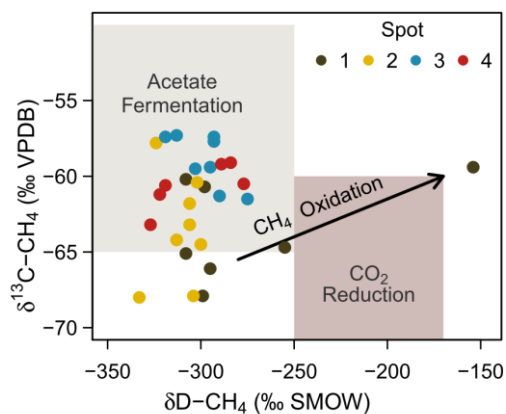 Spot
1 2 3 4
Acetate
Fermentation
CH₄ Oxidation
CO₂
Reduction
−55
−60
−65
−70
δ¹³C−CH₄ (‰ VPDB)
−350 −300 −250 −200 −150
δD−CH₄ (‰ SMOW)